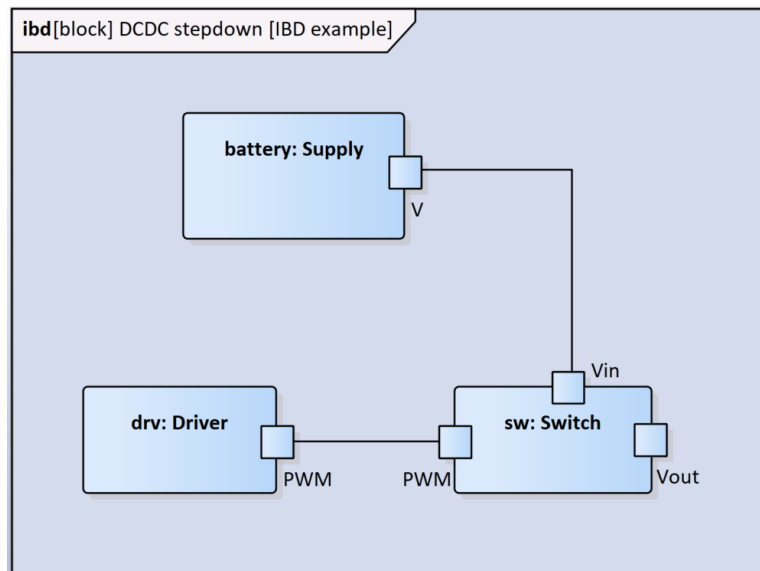 ibd[block] DCDC stepdown [IBD example]
battery: Supply
V
Vin
drv: Driver
sw: Switch
PWM
PWM
Vout